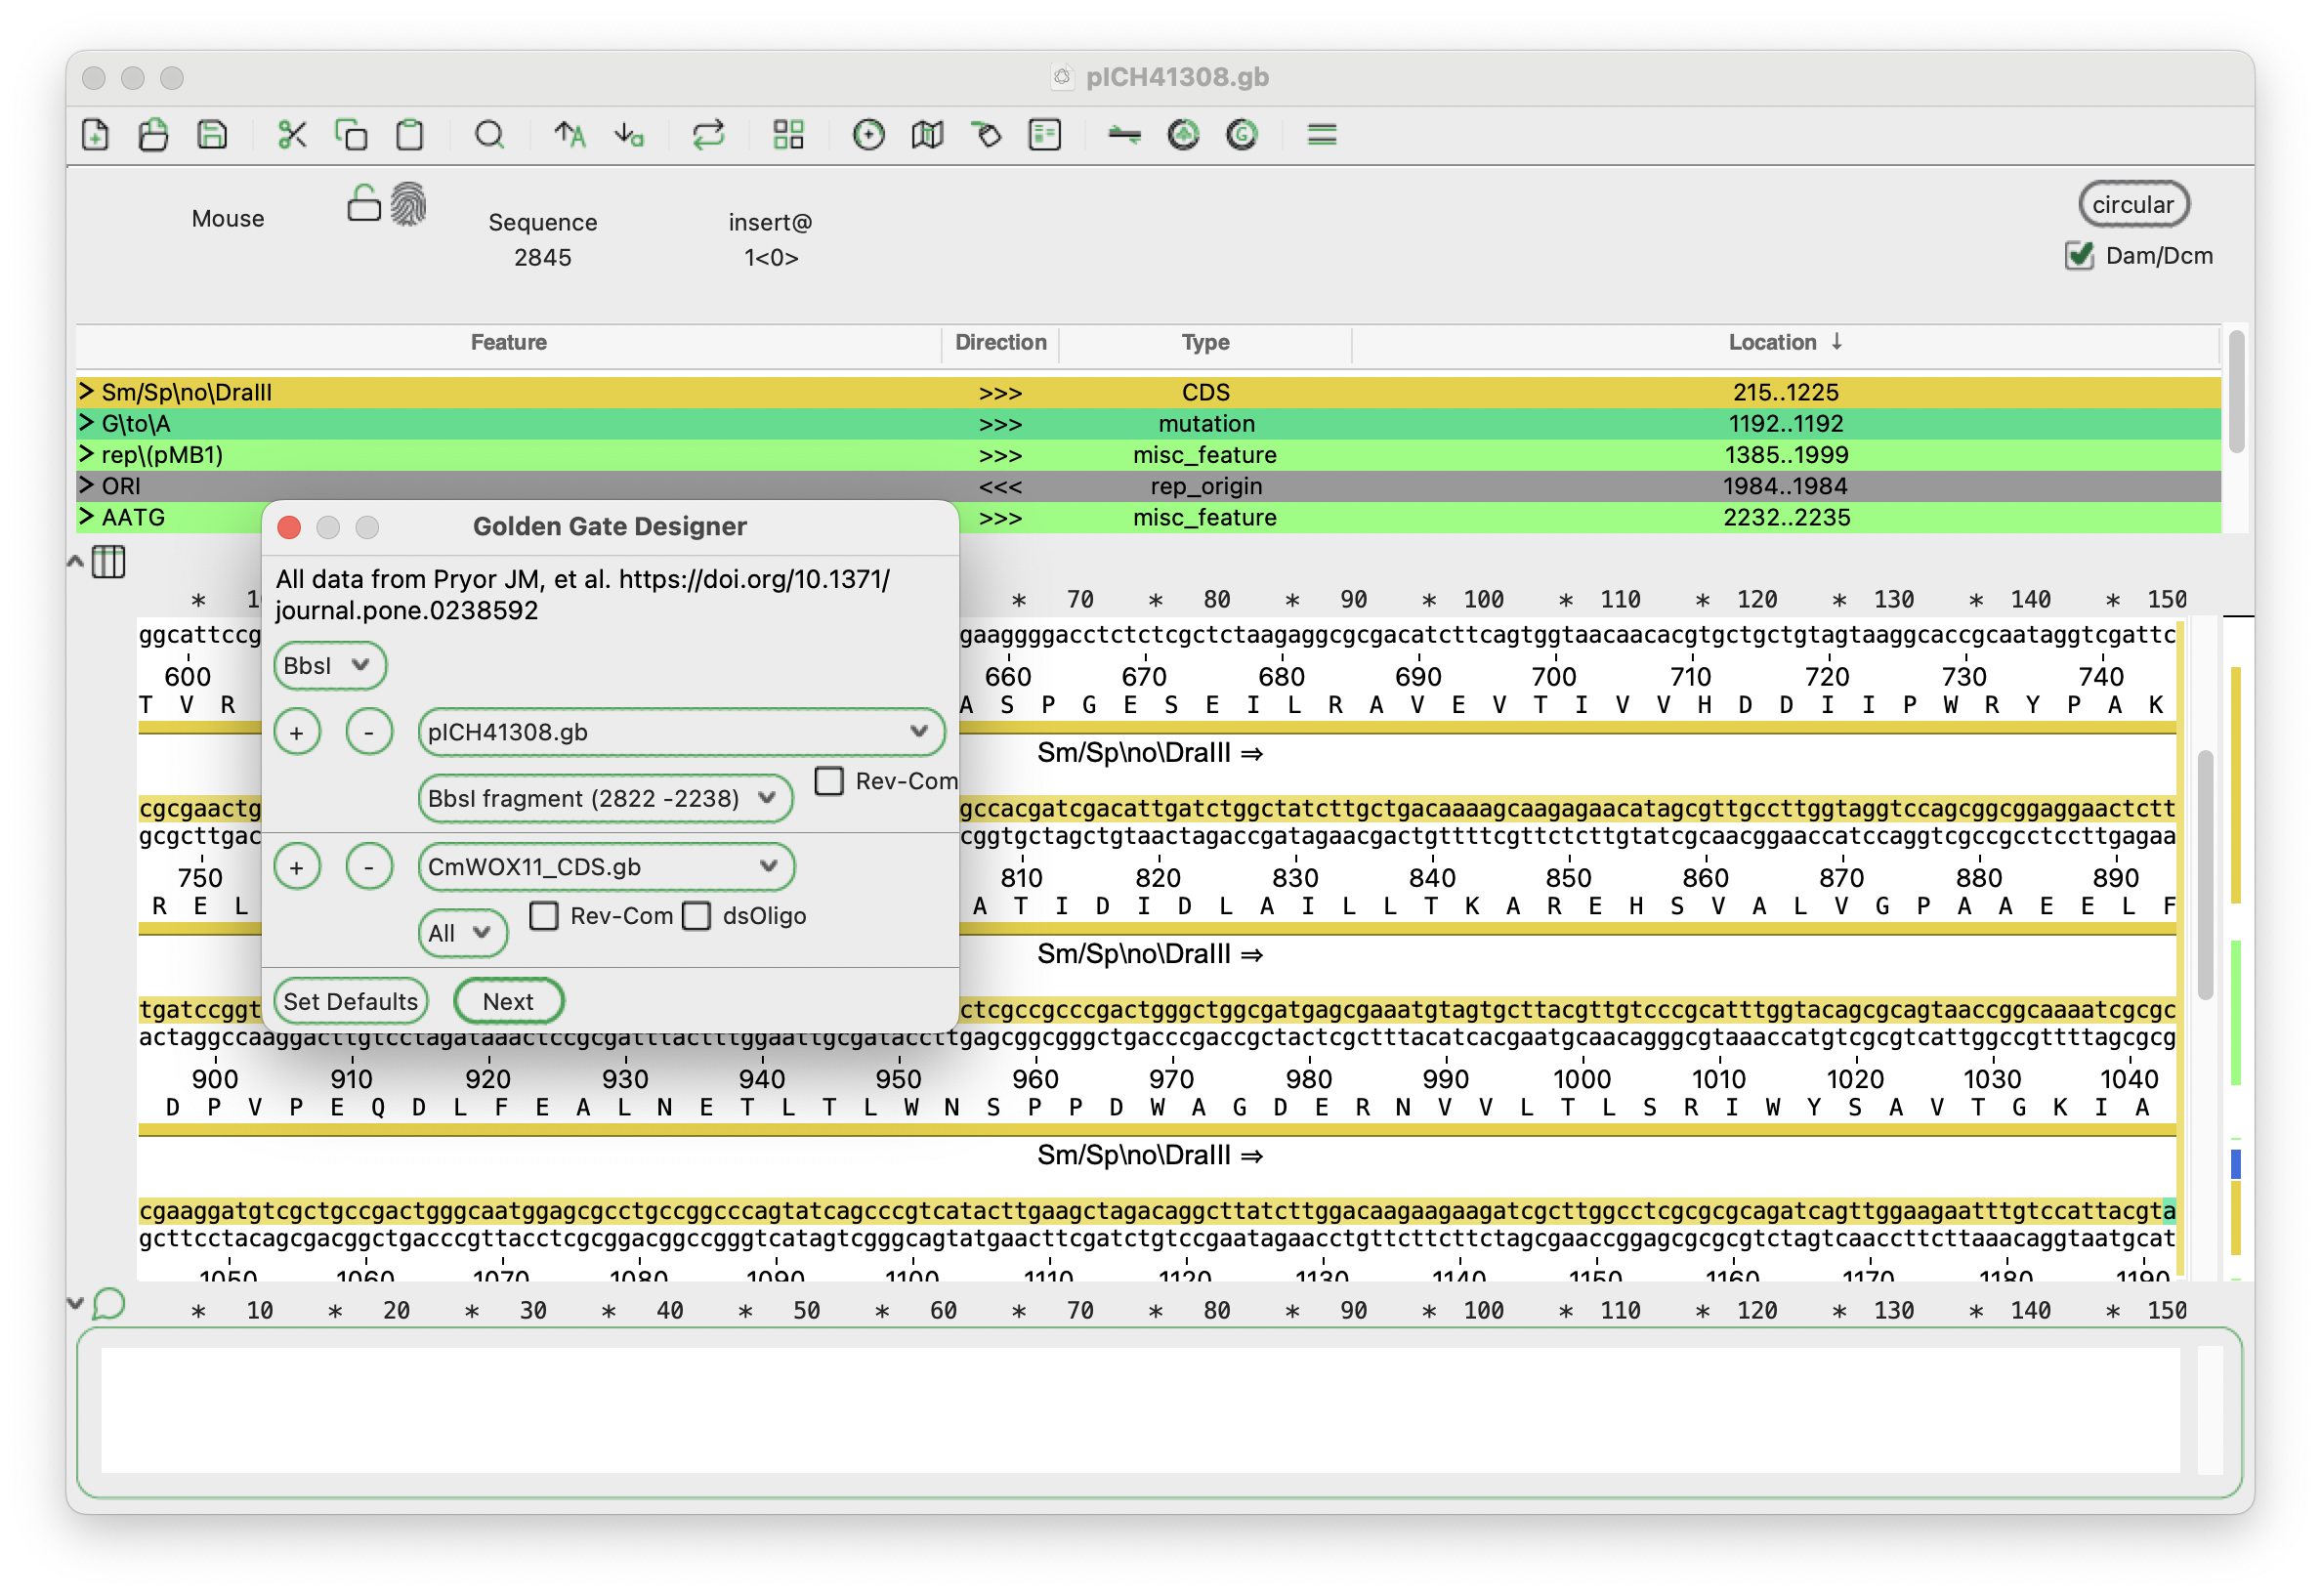 pICH41308.gb
Mouse
Sequence
2845
insert@
1<0>
circular
Dam/Dcm
Feature Direction Type Location ↓
> Sm/Sp\no\DraIII >>> CDS 215..1225
> G\to\A >>> mutation 1192..1192
> rep\(pMB1) >>> misc_feature 1385..1999
> ORI <<< rep_origin 1984..1984
> AATG >>> misc_feature 2232..2235
Golden Gate Designer
All data from Pryor JM, et al. https://doi.org/10.1371/
journal.pone.0238592
BbsI
+ - pICH41308.gb
BbsI fragment (2822 -2238) Rev-Com
+ - CmWOX11_CDS.gb
All Rev-Com dsOligo
Set Defaults Next
* 70 * 80 * 90 * 100 * 110 * 120 * 130 * 140 * 150
ggcattccg gaaggggacctctctcgctctaagaggcgcgacatcttcagtggtaacaacacgtgctgctgtagtaaggcaccgcaataggtcgattc
600 660 670 680 690 700 710 720 730 740
T V R A S P G E S E I L R A V E V T I V V H D D I I P W R Y P A K
Sm/Sp\no\DraIII ⇒
cgcgaactg gccacgatcgacattgatctggctatcttgctgacaaaagcaagagaacatagcgttgccttggtaggtccagcggcggaggaactctt
gcgcttgac cggtgctagctgtaactagaccgatagaacgactgttttcgttctcttgtatcgcaacggaaccatccaggtcgccgcctccttgagaa
750 810 820 830 840 850 860 870 880 890
R E L A T I D I D L A I L L T K A R E H S V A L V G P A A E E L F
Sm/Sp\no\DraIII ⇒
tgatccggt ctcgccgcccgactgggctggcgatgagcgaaatgtagtgcttacgttgtcccgcatttggtacagcgcagtaaccggcaaaatcgcgc
actaggccaaggacttgtcctagataaactccgcgatttactttggaattgcgataccttgagcggcgggctgacccgaccgctactcgctttacatcacgaatgcaacagggcgtaaaccatgtcgcgtcattggccgttttagcgcg
900 910 920 930 940 950 960 970 980 990 1000 1010 1020 1030 1040
D P V P E Q D L F E A L N E T L T L W N S P P D W A G D E R N V V L T L S R I W Y S A V T G K I A
Sm/Sp\no\DraIII ⇒
cgaaggatgtcgctgccgactgggcaatggagcgcctgccggcccagtatcagcccgtcatacttgaagctagacaggcttatcttggacaagaagaagatcgcttggcctcgcgcgcagatcagttggaagaatttgtccattacgta
gcttcctacagcgacggctgacccgttacctcgcggacggccgggtcatagtcgggcagtatgaacttcgatctgtccgaatagaacctgttcttcttctagcgaaccggagcgcgcgtctagtcaaccttcttaaacaggtaatgcat
1050 1060 1070 1080 1090 1100 1110 1120 1130 1140 1150 1160 1170 1180 1190
* 10 * 20 * 30 * 40 * 50 * 60 * 70 * 80 * 90 * 100 * 110 * 120 * 130 * 140 * 150